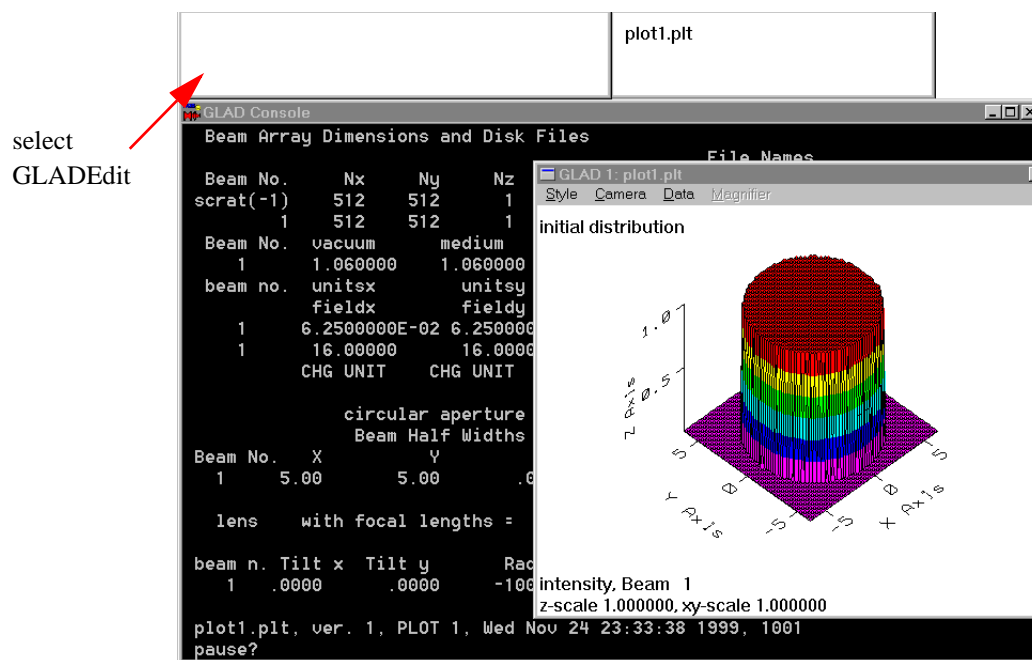 plot1.plt
select
GLADEdit
GLAD Console
Beam Array Dimensions and Disk Files
File Names
Beam No. Nx Ny Nz
scrat(-1) 512 512 1
1 512 512 1
Beam No. vacuum medium
1 1.060000 1.060000
beam no. unitsx unitsy
fieldx fieldy
1 6.2500000E-02 6.250000
1 16.00000 16.0000
CHG UNIT CHG UNIT
circular aperture
Beam Half Widths
Beam No. X Y
1 5.00 5.00 .0
lens with focal lengths =
beam n. Tilt x Tilt y Rad
1 .0000 .0000 -100
plot1.plt, ver. 1, PLOT 1, Wed Nov 24 23:33:38 1999, 1001
pause?
GLAD 1: plot1.plt
Style Camera Data Magnifier
initial distribution
1.0
0.5
Z Axis
5 0 -5
Y Axis
-5 0 5
X Axis
intensity, Beam 1
z-scale 1.000000, xy-scale 1.000000